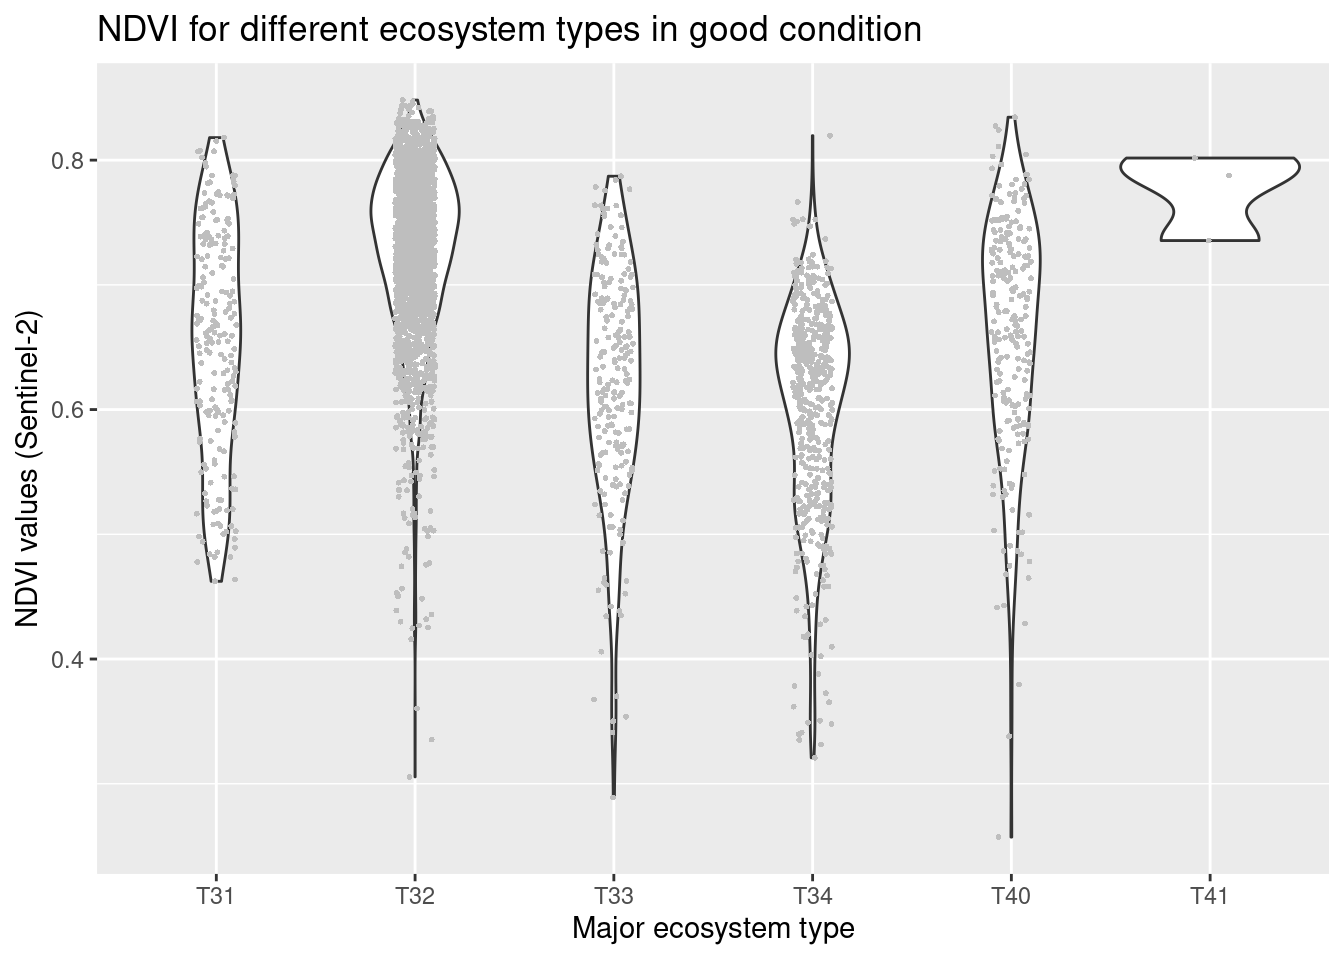 NDVI for different ecosystem types in good condition
NDVI values (Sentinel-2)
0.8
0.6
0.4
T31 T32 T33 T34 T40 T41
Major ecosystem type